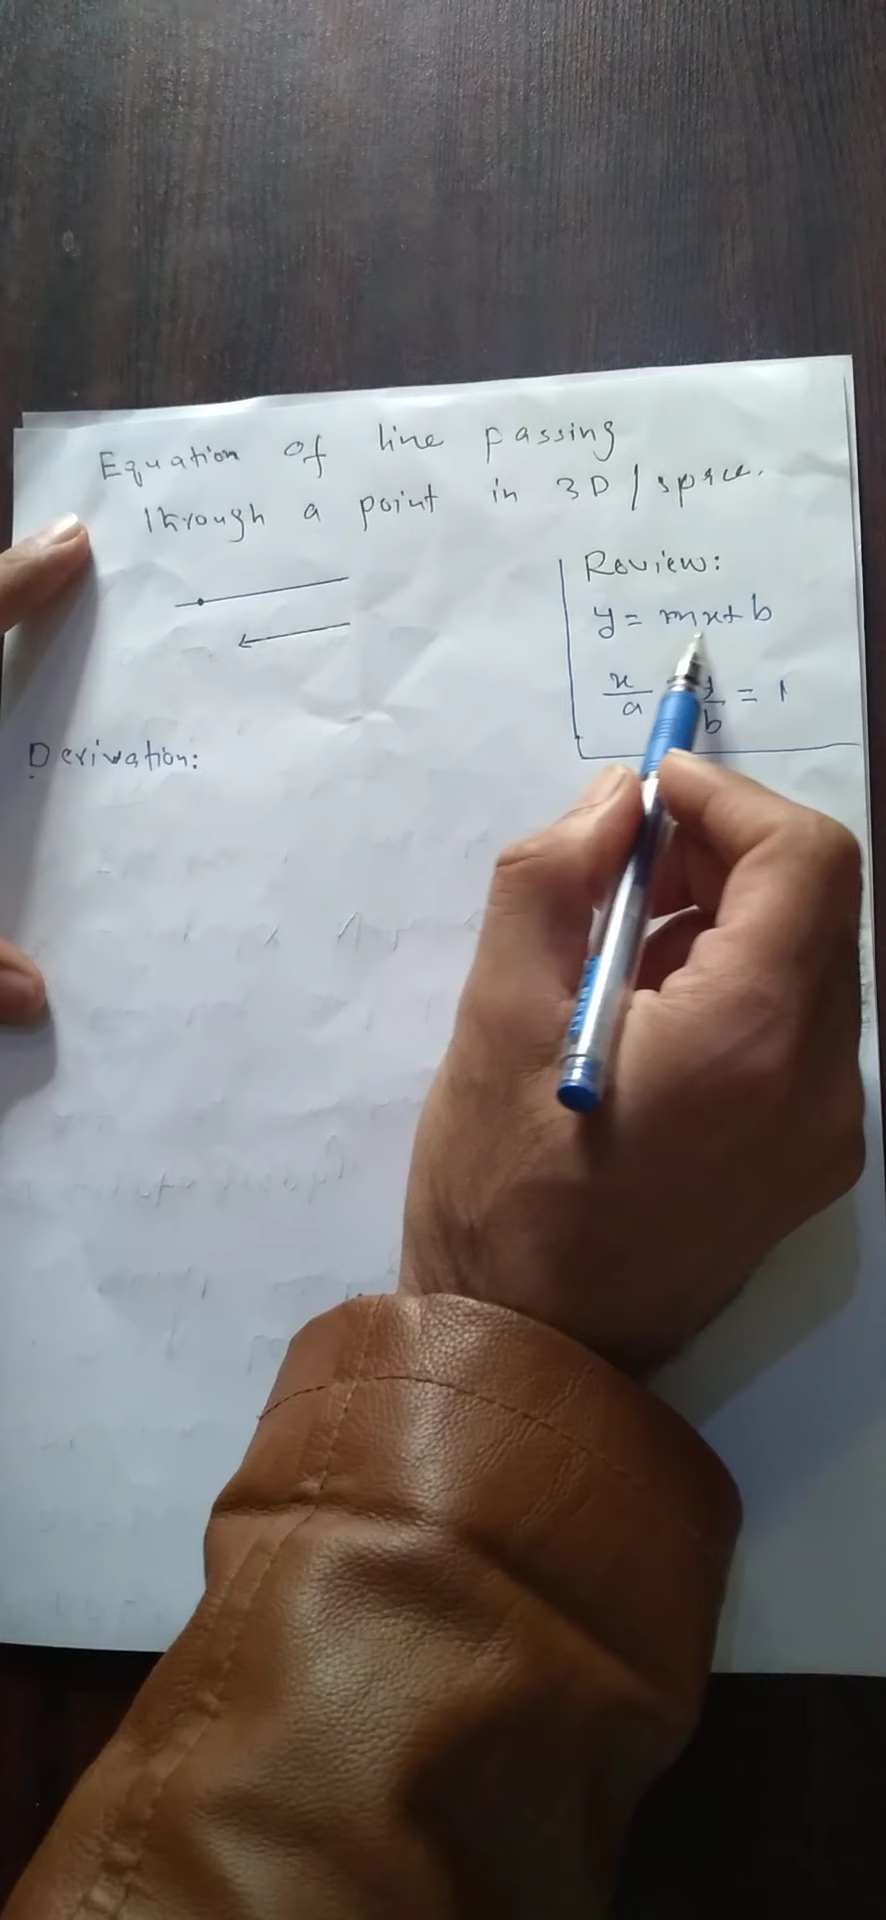 Equation of line passing
through a point in 3D / space.
Review:
y = mx + b
x/a y/b = 1
Derivation: